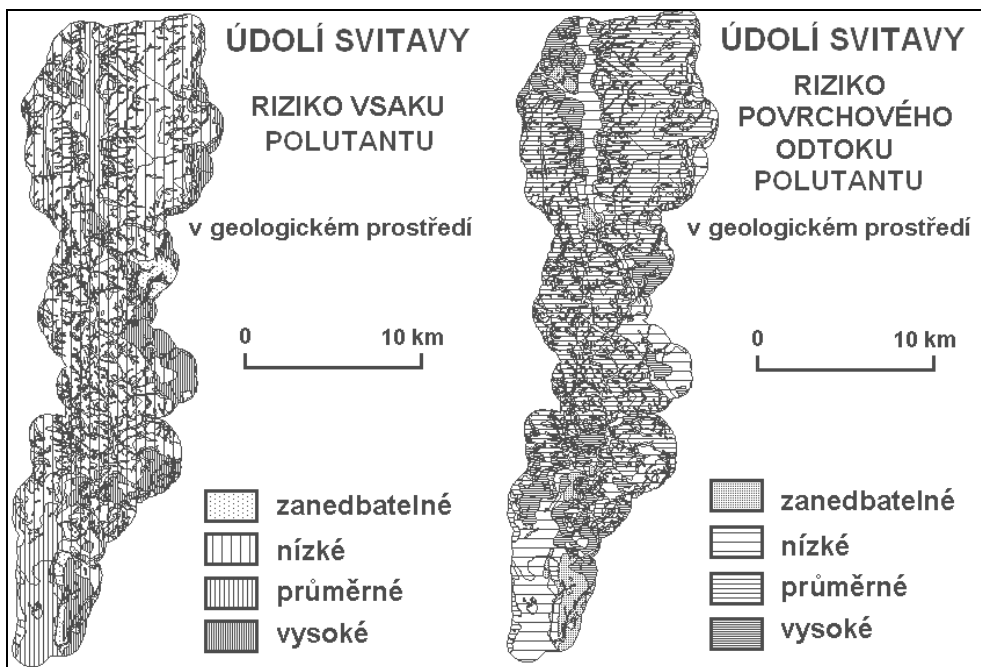 ÚDOLÍ SVITAVY
RIZIKO VSAKU
POLUTANTU
v geologickém prostředí
0 10 km
zanedbatelné
nízké
průměrné
vysoké
ÚDOLÍ SVITAVY
RIZIKO
POVRCHOVÉHO
ODTOKU
POLUTANTU
v geologickém prostředí
0 10 km
zanedbatelné
nízké
průměrné
vysoké